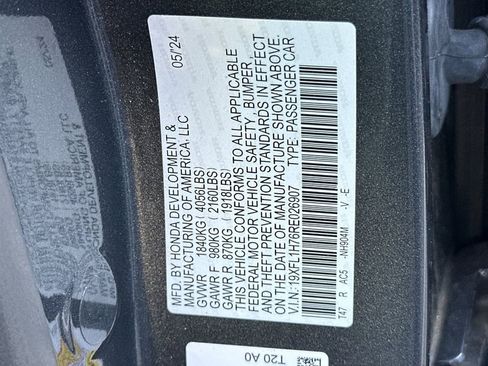 MFD. BY HONDA DEVELOPMENT & 05/24
MANUFACTURING OF AMERICA, LLC
GVWR 1840KG (4056LBS)
GAWR F 980KG (2160LBS)
GAWR R 870KG (1918LBS)
THIS VEHICLE CONFORMS TO ALL APPLICABLE
FEDERAL MOTOR VEHICLE SAFETY, BUMPER
AND THEFT PREVENTION STANDARDS IN EFFECT
ON THE DATE OF MANUFACTURE SHOWN ABOVE.
V.I.N: 19XFL1H76RE026907 TYPE: PASSENGER CAR
T47 R AC5 -NH904M -V -E
T20 A0